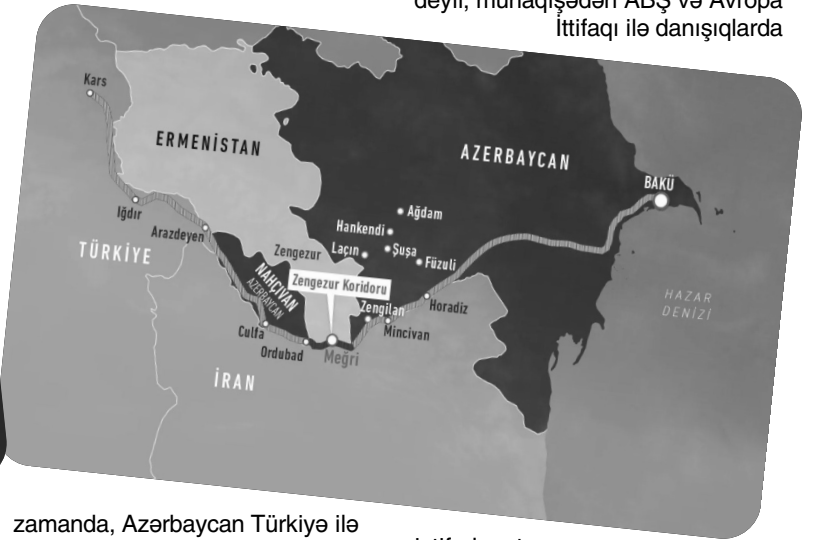 deyil, münaqişədən ABŞ və Avropa
İttifaqı ilə danışıqlarda
Kars
ERMENİSTAN
AZERBAYCAN
BAKÜ
Iğdır
Ağdam
Arazdeyen
Hankendi
TÜRKİYE
Zengezur
Laçın
Şuşa
Füzuli
NAHÇIVAN
AZERBAYCAN
Zengezur Koridoru
HAZAR
DENİZİ
Horadiz
Zengilan
Mincivan
Culfa
Ordubad
Meğri
İRAN
zamanda, Azərbaycan Türkiyə ilə